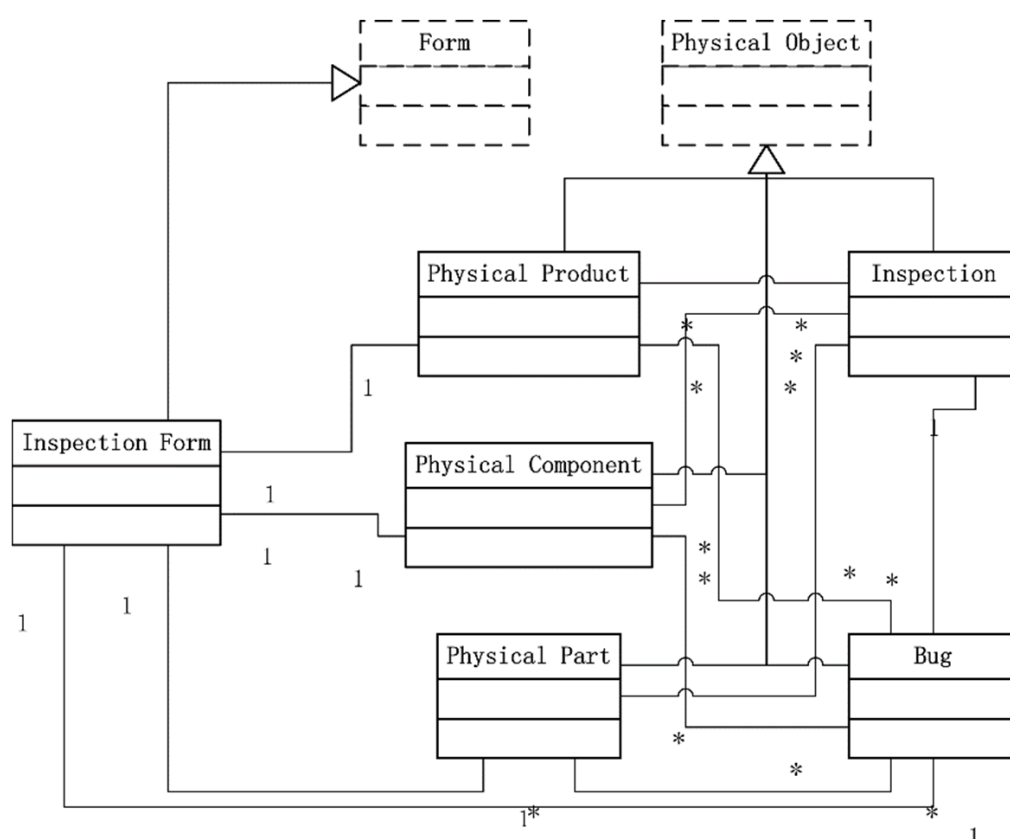 Form
Physical Object
Physical Product
Inspection
*
*
*
1
*
*
1
Inspection Form
Physical Component
1
*
1
1
*
*
*
1
1
Physical Part
Bug
*
*
1*
*
1